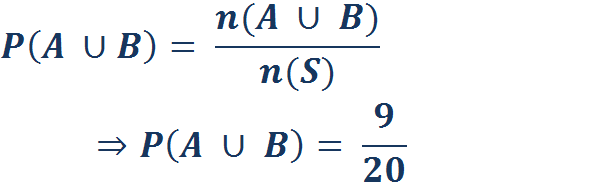 P(A ∪ B) = n(A ∪ B) / n(S)
⇒ P(A ∪ B) = 9 / 20